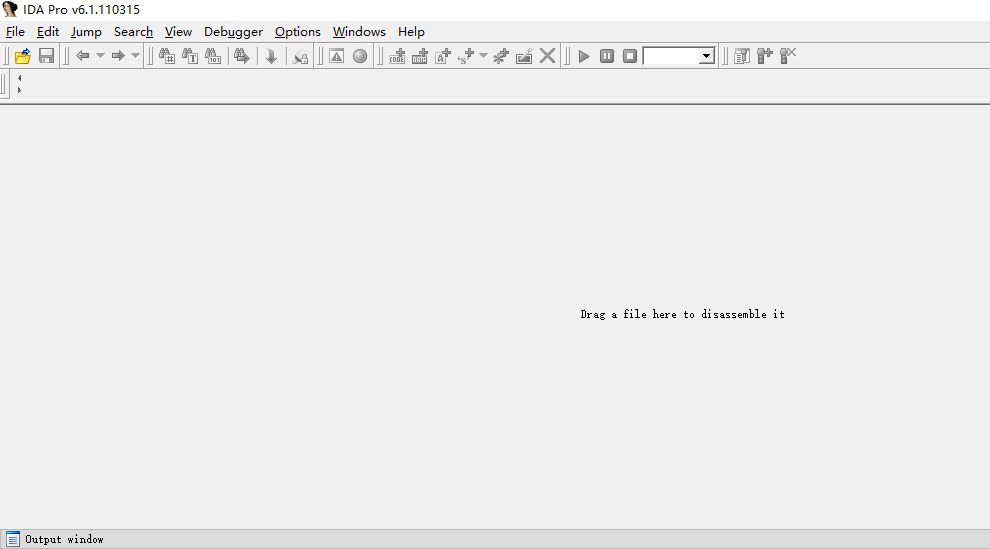 IDA Pro v6.1.110315
File Edit Jump Search View Debugger Options Windows Help
Drag a file here to disassemble it
Output window